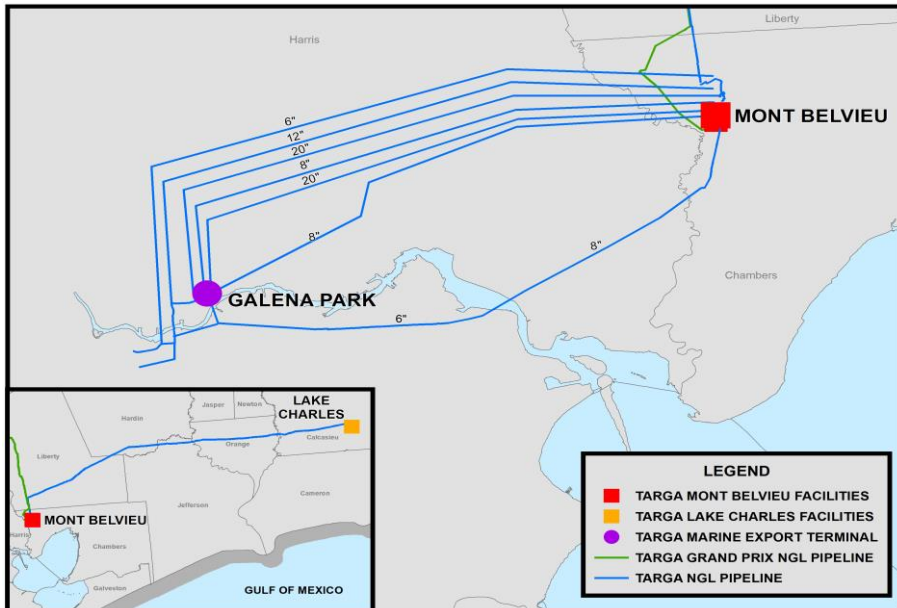 Liberty
Harris
MONT BELVIEU
6"
12"
20"
8"
20"
8"
8"
Chambers
GALENA PARK
6"
LAKE
CHARLES
Jasper
Newton
Hardin
Calcasieu
Orange
Liberty
Jefferson
Cameron
MONT BELVIEU
Harris
Chambers
Galveston
GULF OF MEXICO
LEGEND
TARGA MONT BELVIEU FACILITIES
TARGA LAKE CHARLES FACILITIES
TARGA MARINE EXPORT TERMINAL
TARGA GRAND PRIX NGL PIPELINE
TARGA NGL PIPELINE